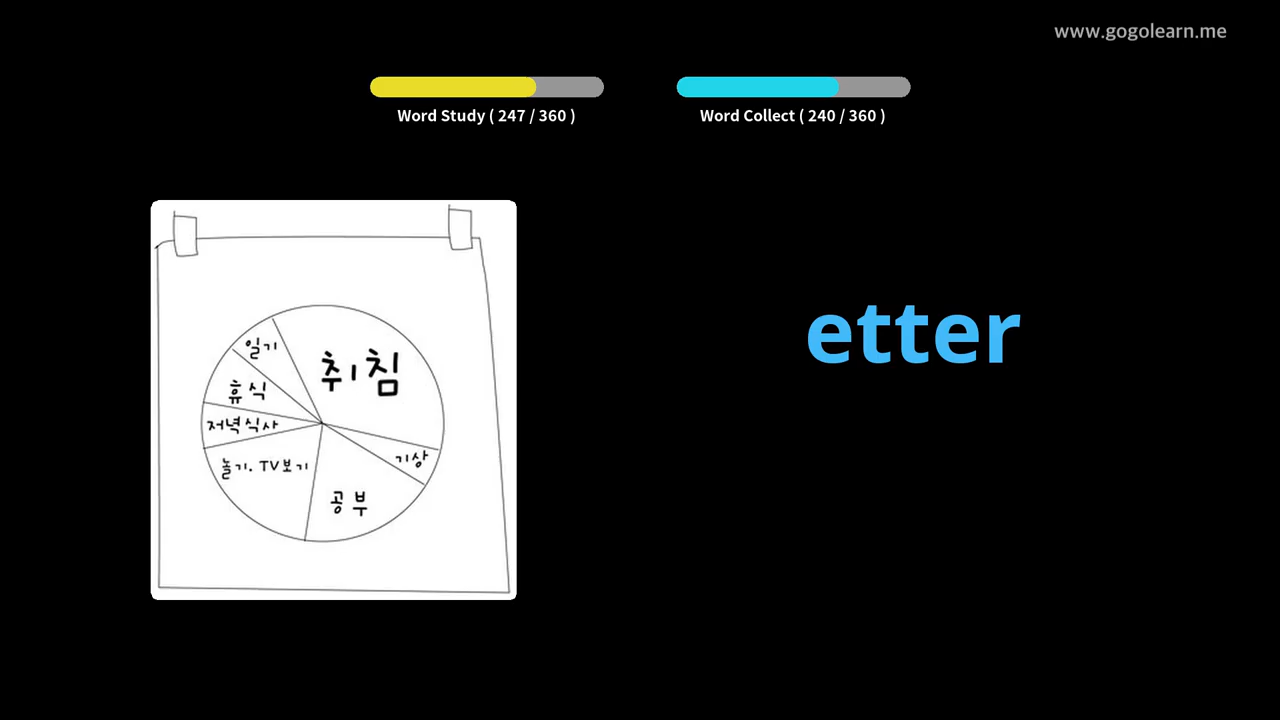 www.gogolearn.me
Word Study ( 247 / 360 )
Word Collect ( 240 / 360 )
일기
취침
휴식
저녁식사
놀기. TV보기
기상
공부
etter